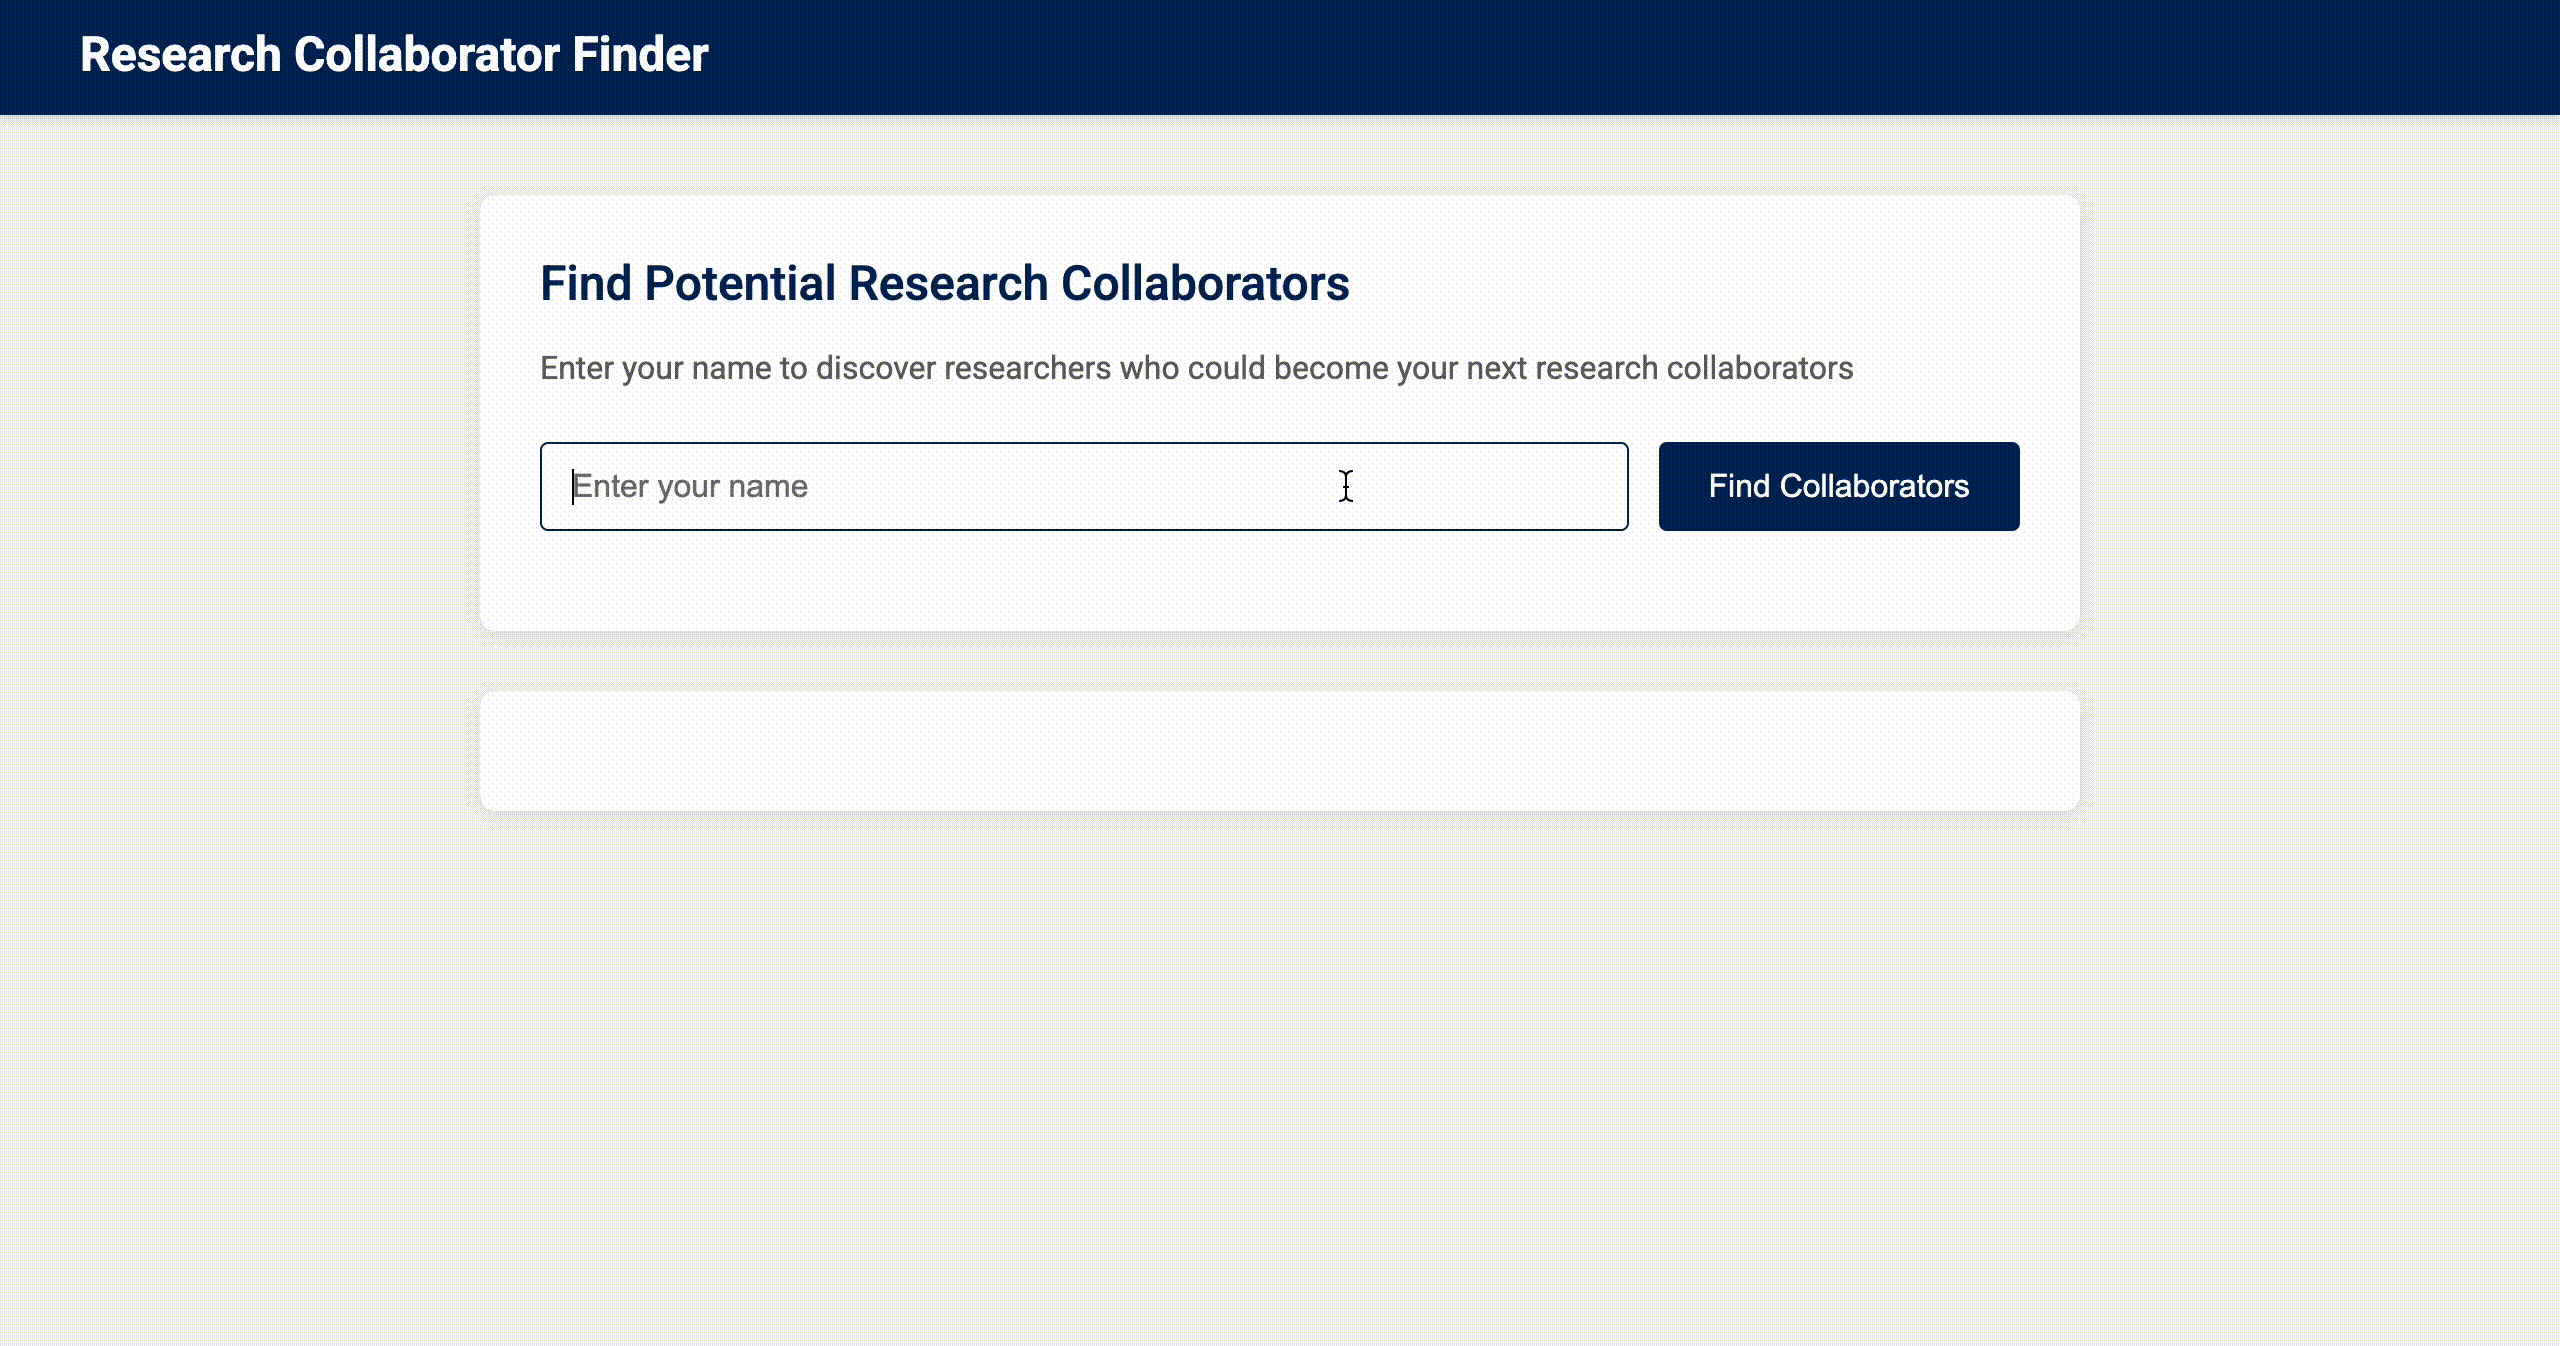 Research Collaborator Finder
Find Potential Research Collaborators
Enter your name to discover researchers who could become your next research collaborators
Enter your name
Find Collaborators